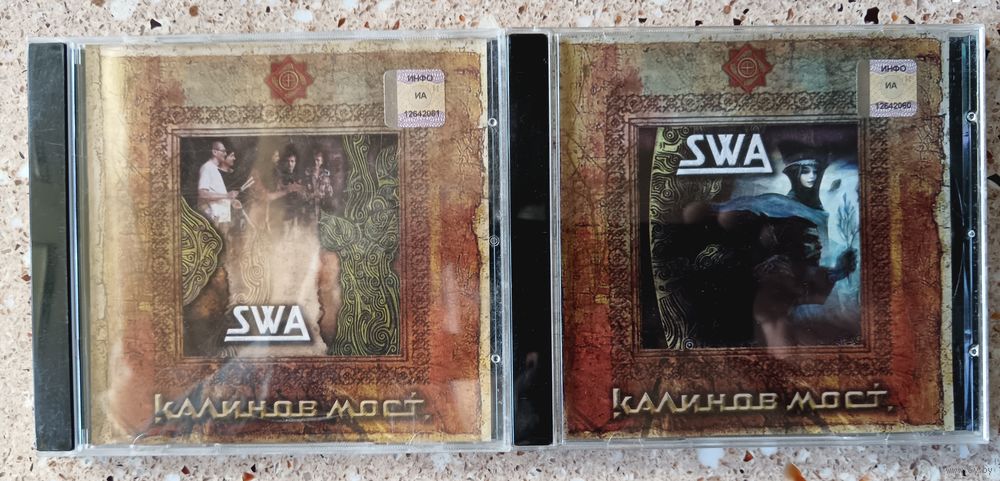 ИНФО
ИА
12642061
SWA
КАЛИНОВ МОСТ
ИНФО
ИА
12642060
SWA
КАЛИНОВ МОСТ